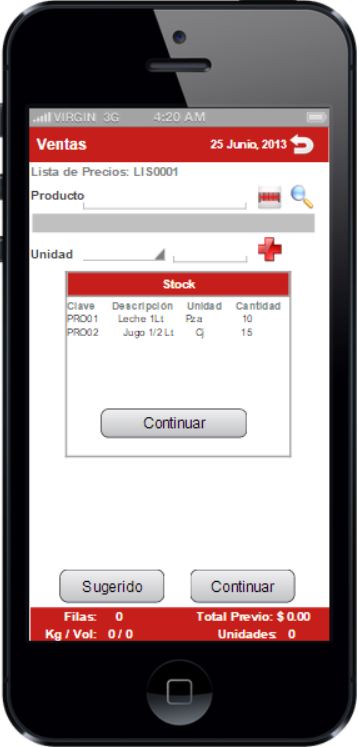 VIRGIN 3G 4:20 AM
Ventas 25 Junio, 2013
Lista de Precios: LIS0001
Producto
Unidad
Stock
Clave Descripción Unidad Cantidad
PRO01 Leche 1Lt Pza 10
PRO02 Jugo 1/2 Lt Cj 15
Continuar
Sugerido Continuar
Filas: 0 Total Previo: $ 0.00
Kg / Vol: 0 / 0 Unidades: 0